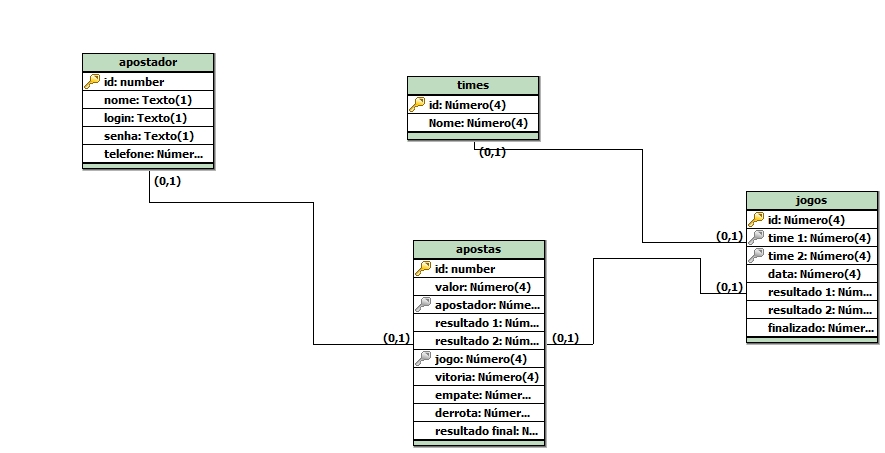 apostador
id: number
nome: Texto(1)
login: Texto(1)
senha: Texto(1)
telefone: Númer...
(0,1)
times
id: Número(4)
Nome: Número(4)
(0,1)
jogos
id: Número(4)
time 1: Número(4)
time 2: Número(4)
data: Número(4)
resultado 1: Núm...
resultado 2: Núm...
finalizado: Númer...
(0,1)
(0,1)
apostas
id: number
valor: Número(4)
apostador: Núme...
resultado 1: Núm...
resultado 2: Núm...
jogo: Número(4)
vitoria: Número(4)
empate: Númer...
derrota: Númer...
resultado final: N...
(0,1)
(0,1)